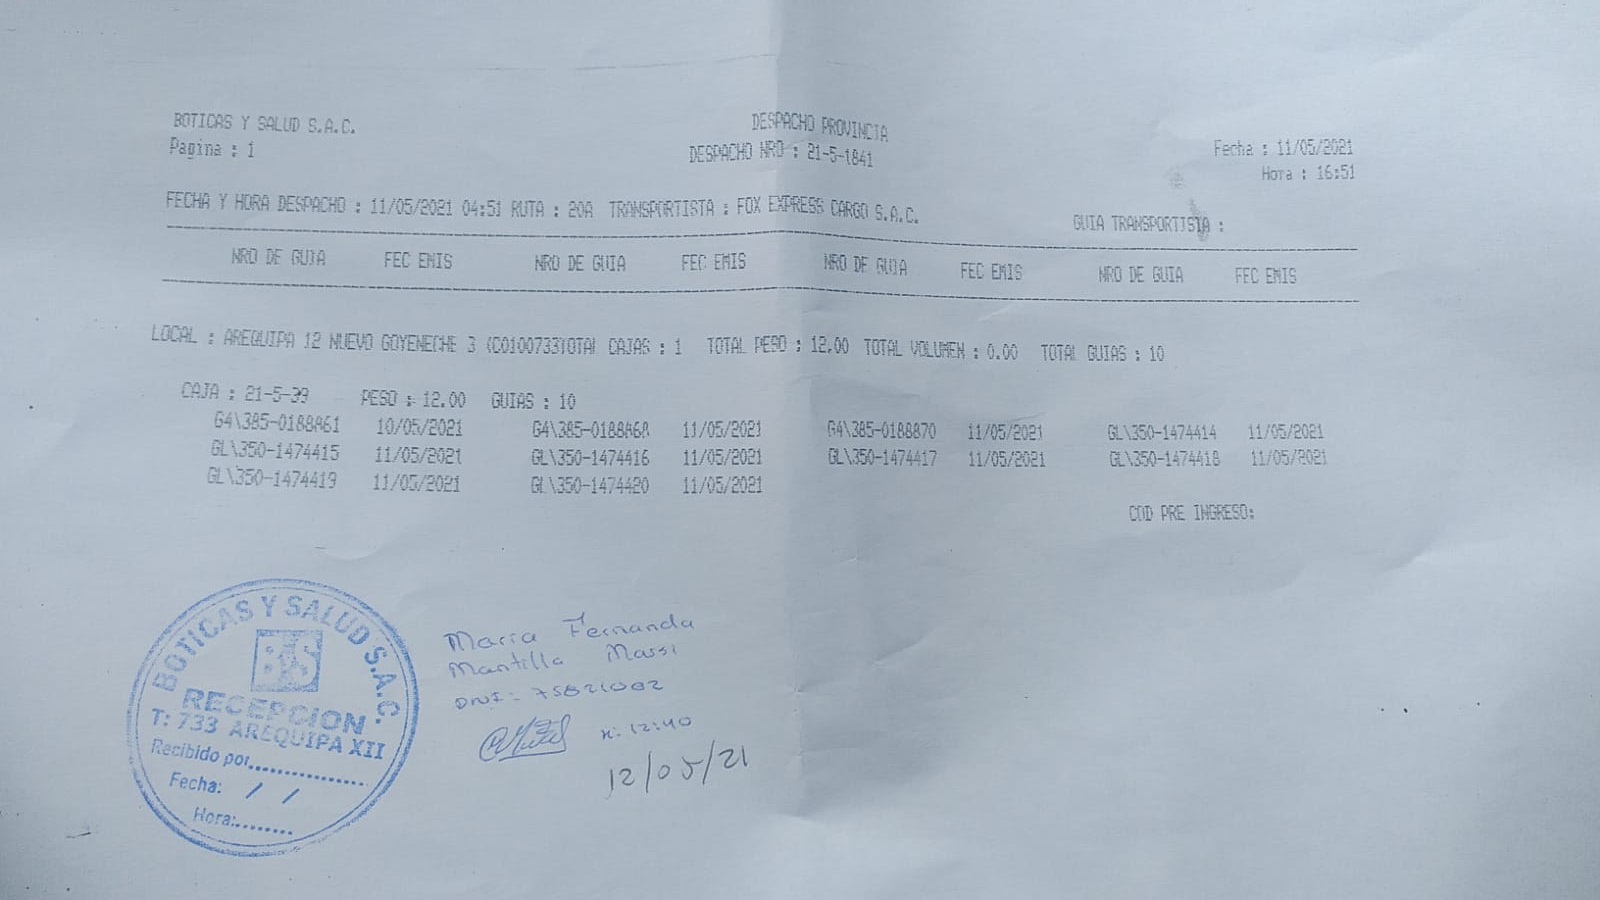 BOTICAS Y SALUD S.A.C.
DESPACHO PROVINCIA
Pagina : 1
DESPACHO NRO : 21-5-1841
Fecha : 11/05/2021
Hora : 16:51
FECHA Y HORA DESPACHO : 11/05/2021 04:51 RUTA : 20A TRANSPORTISTA : FOX EXPRESS CARGO S.A.C.
GUIA TRANSPORTISTA :
NRO DE GUIA FEC EMIS NRO DE GUIA FEC EMIS NRO DE GUIA FEC EMIS NRO DE GUIA FEC EMIS
LOCAL : AREQUIPA 12 NUEVO GOYENECHE 3 (C0100733)OTAL CAJAS : 1 TOTAL PESO : 12.00 TOTAL VOLUMEN : 0.00 TOTAL GUIAS : 10
CAJA : 21-5-39 PESO : 12.00 GUIAS : 10
G4\385-0188861 10/05/2021 G4\385-0188868 11/05/2021 G4\385-0188870 11/05/2021 GL\350-1474414 11/05/2021
GL\350-1474415 11/05/2021 GL\350-1474416 11/05/2021 GL\350-1474417 11/05/2021 GL\350-1474418 11/05/2021
GL\350-1474419 11/05/2021 GL\350-1474420 11/05/2021
COD PRE INGRESO:
BOTICAS Y SALUD S.A.C.
BYS
RECEPCION
T: 733 AREQUIPA XII
Recibido por
Fecha: / /
Hora:
Maria Fernanda
Mantilla Massi
DNI: 75821002
H: 12:40
12/05/21